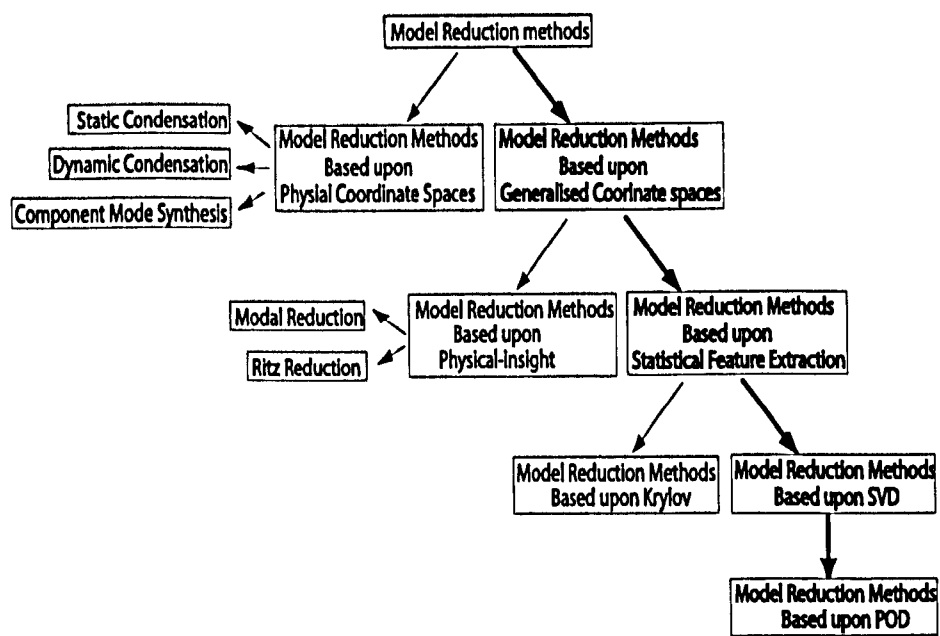 Model Reduction methods
Static Condensation
Dynamic Condensation
Component Mode Synthesis
Model Reduction Methods
Based upon
Physial Coordinate Spaces
Model Reduction Methods
Based upon
Generalised Coorinate spaces
Modal Reduction
Ritz Reduction
Model Reduction Methods
Based upon
Physical-insight
Model Reduction Methods
Based upon
Statistical Feature Extraction
Model Reduction Methods
Based upon Krylov
Model Reduction Methods
Based upon SVD
Model Reduction Methods
Based upon POD